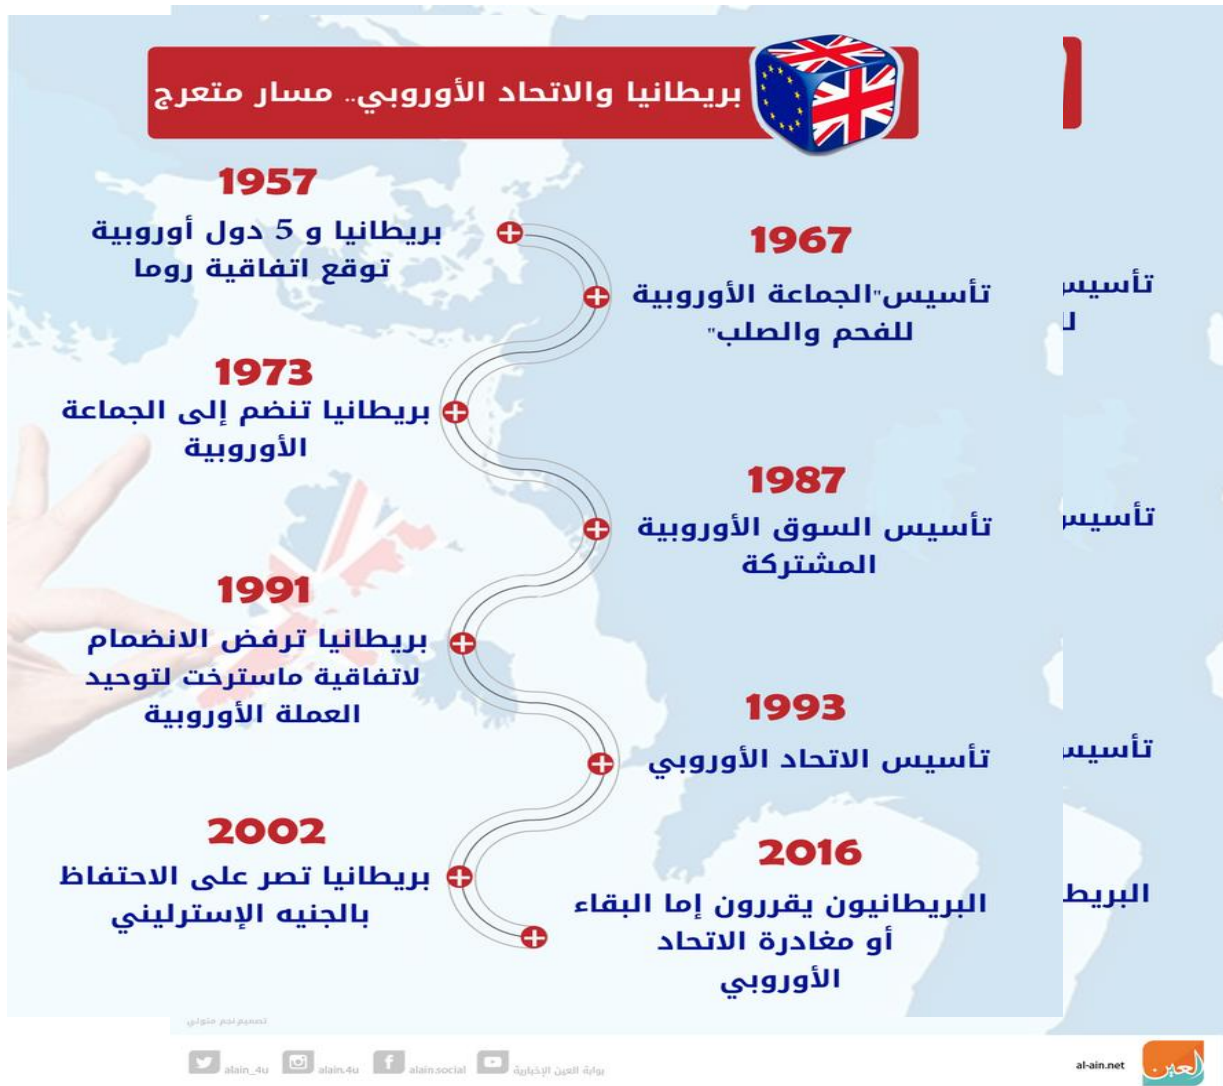 بريطانيا والاتحاد الأوروبي.. مسار متعرج
1957
بريطانيا و 5 دول أوروبية
توقع اتفاقية روما
1967
تأسيس"الجماعة الأوروبية
للفحم والصلب"
1973
بريطانيا تنضم إلى الجماعة
الأوروبية
1987
تأسيس السوق الأوروبية
المشتركة
1991
بريطانيا ترفض الانضمام
لاتفاقية ماسترخت لتوحيد
العملة الأوروبية
1993
تأسيس الاتحاد الأوروبي
2002
بريطانيا تصر على الاحتفاظ
بالجنيه الإسترليني
2016
البريطانيون يقررون إما البقاء
أو مغادرة الاتحاد
الأوروبي
تأسيس
تأسيس
تأسيس
تصميم:نجم متولي
alain_4u alain.4u alain.social بوابة العين الإخبارية
al-ain.net العين